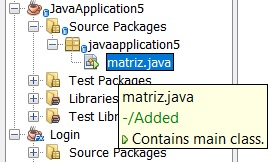 JavaApplication5
Source Packages
javaapplication5
matriz.java
Test Packages
Libraries
matriz.java
Test Libr
-/Added
Contains main class.
Login
Source Packages